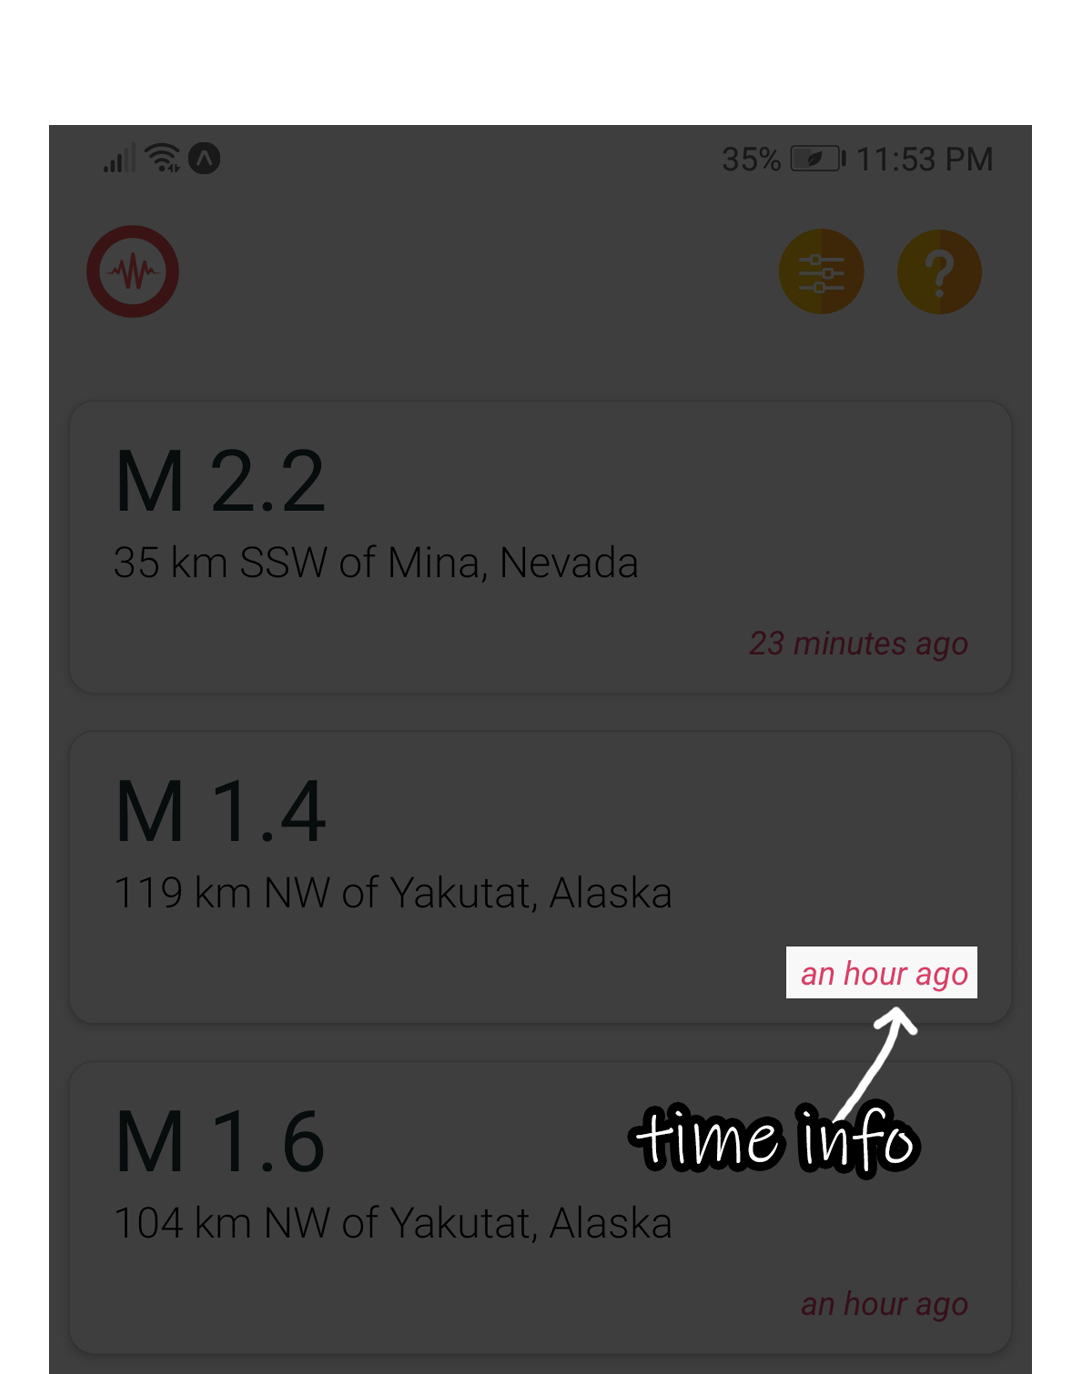 35% 11:53 PM
?
M 2.2
35 km SSW of Mina, Nevada
23 minutes ago
M 1.4
119 km NW of Yakutat, Alaska
an hour ago
time info
M 1.6
104 km NW of Yakutat, Alaska
an hour ago